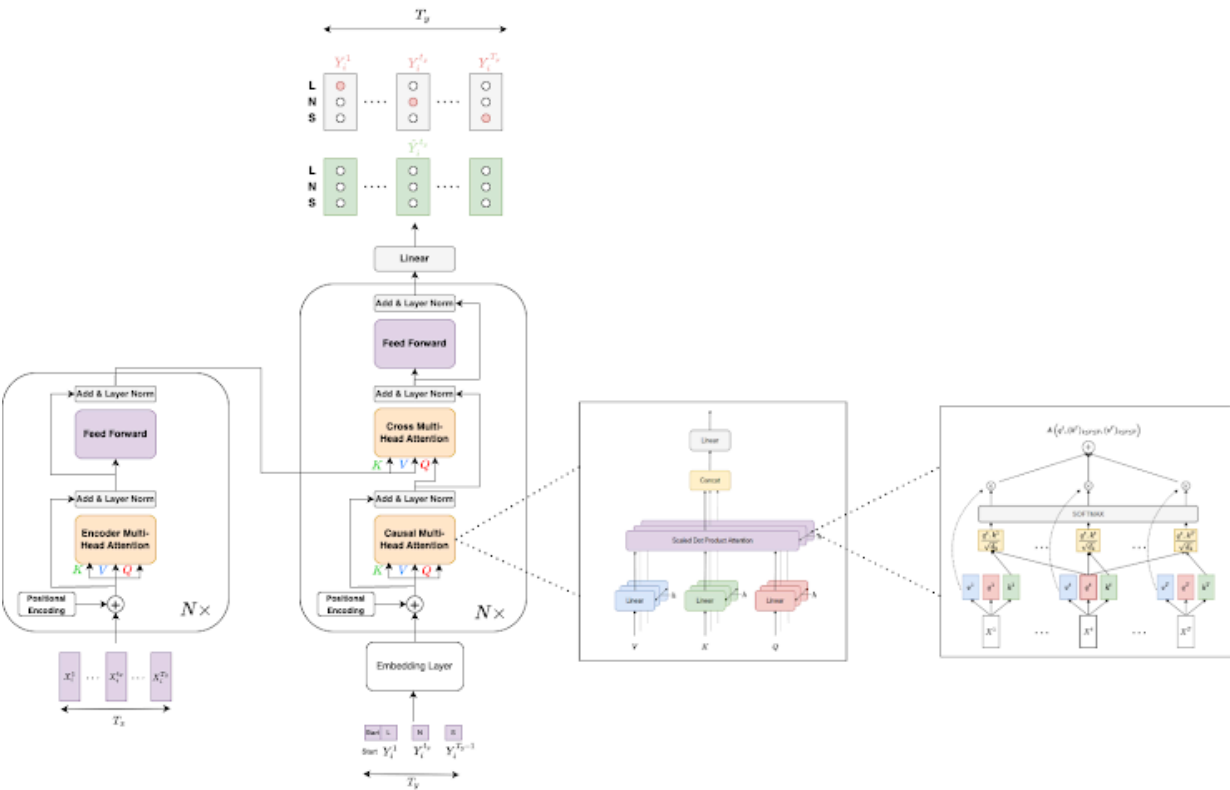 T_y
Y_i^1 Y_i^{t_y} Y_i^{T_y}
L
N
S
Ŷ_i^{t_y}
L
N
S
Linear
Add & Layer Norm
Feed Forward
Add & Layer Norm
Cross Multi-
Head Attention
K V Q
Add & Layer Norm
Causal Multi-
Head Attention
K V Q
Positional
Encoding
+
N×
Embedding Layer
Start L N S
Start Y_i^1 Y_i^{t_y} Y_i^{T_y-1}
T_y
Add & Layer Norm
Feed Forward
Add & Layer Norm
Encoder Multi-
Head Attention
K V Q
Positional
Encoding
+
N×
X_i^1 ... X_i^{t_x} ... X_i^{T_x}
T_x
Linear
Concat
Scaled Dot Product Attention
Linear h Linear h Linear h
V K Q
SOFTMAX
X^1 ... X^t ... X^T